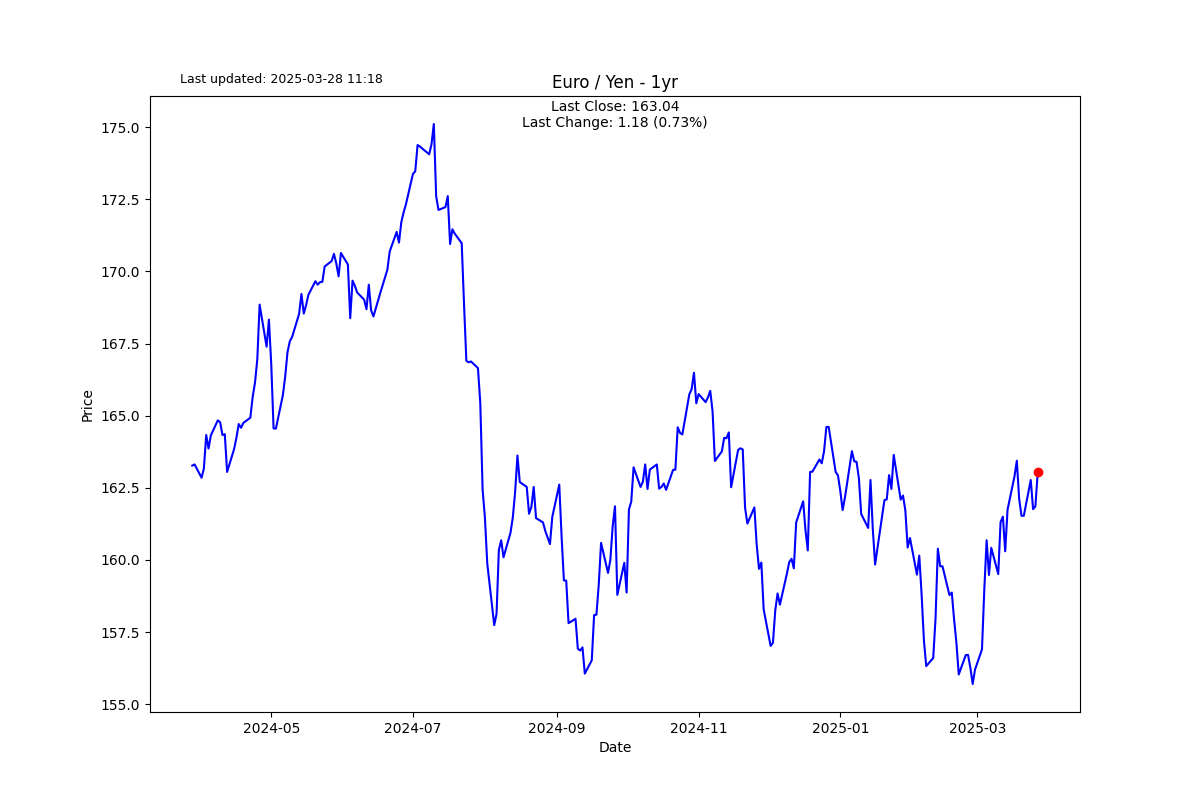 Last updated: 2025-03-28 11:18
Euro / Yen - 1yr
Last Close: 163.04
Last Change: 1.18 (0.73%)
175.0
172.5
170.0
167.5
165.0
162.5
160.0
157.5
155.0
Price
2024-05
2024-07
2024-09
2024-11
2025-01
2025-03
Date